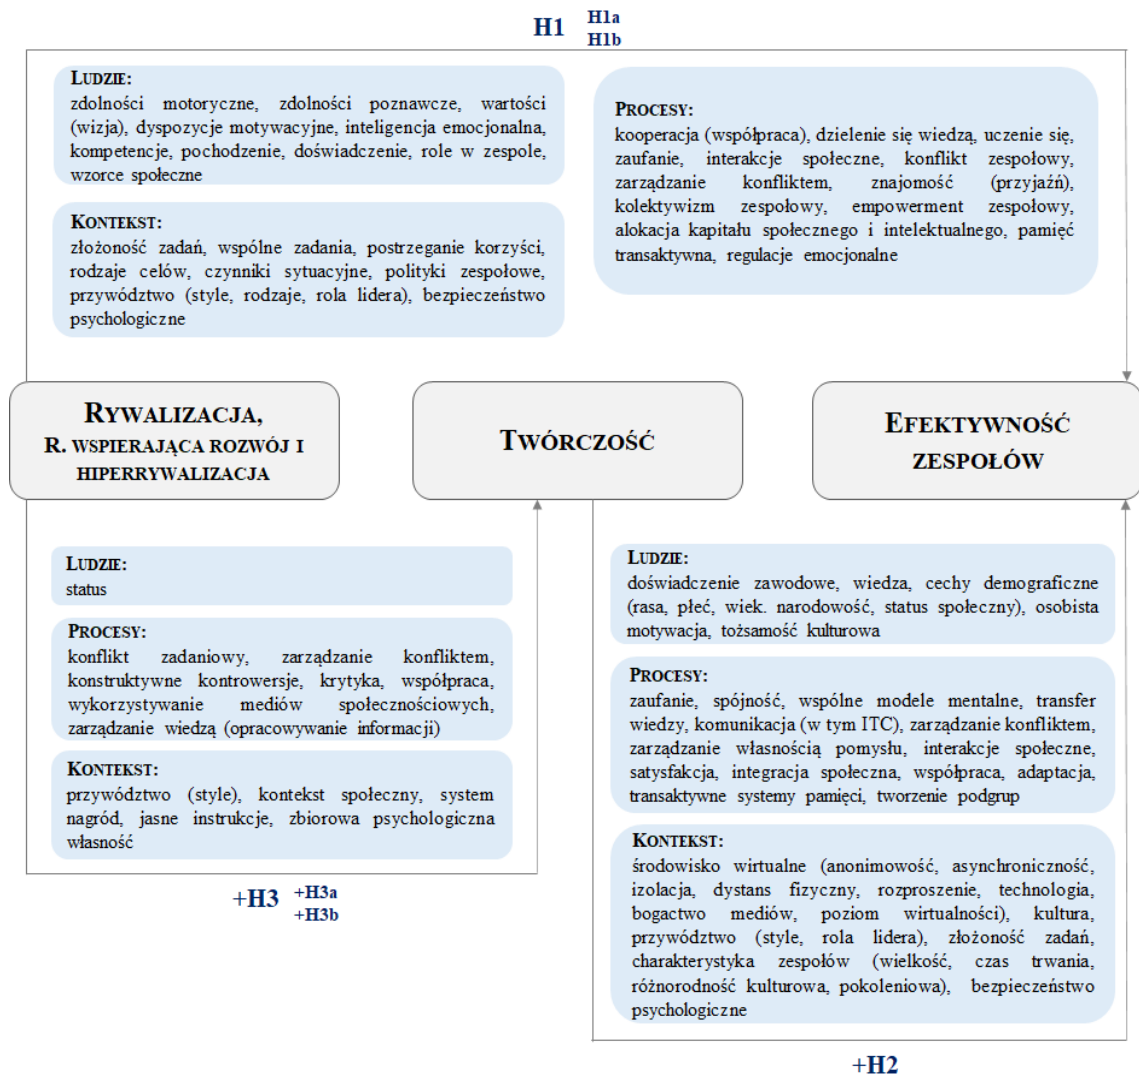 H1
H1a
H1b
LUDZIE:
zdolności motoryczne, zdolności poznawcze, wartości
(wizja), dyspozycje motywacyjne, inteligencja emocjonalna,
kompetencje, pochodzenie, doświadczenie, role w zespole,
wzorce społeczne
PROCESY:
kooperacja (współpraca), dzielenie się wiedzą, uczenie się,
zaufanie, interakcje społeczne, konflikt zespołowy,
zarządzanie konfliktem, znajomość (przyjaźń),
kolektywizm zespołowy, empowerment zespołowy,
alokacja kapitału społecznego i intelektualnego, pamięć
transaktywna, regulacje emocjonalne
KONTEKST:
złożoność zadań, wspólne zadania, postrzeganie korzyści,
rodzaje celów, czynniki sytuacyjne, polityki zespołowe,
przywództwo (style, rodzaje, rola lidera), bezpieczeństwo
psychologiczne
RYWALIZACJA,
R. WSPIERAJĄCA ROZWÓJ I
HIPERRYWALIZACJA
TWÓRCZOŚĆ
EFEKTYWNOŚĆ
ZESPOŁÓW
LUDZIE:
status
PROCESY:
konflikt zadaniowy, zarządzanie konfliktem,
konstruktywne kontrowersje, krytyka, współpraca,
wykorzystywanie mediów społecznościowych,
zarządzanie wiedzą (opracowywanie informacji)
KONTEKST:
przywództwo (style), kontekst społeczny, system
nagród, jasne instrukcje, zbiorowa psychologiczna
własność
+H3
+H3a
+H3b
LUDZIE:
doświadczenie zawodowe, wiedza, cechy demograficzne
(rasa, płeć, wiek. narodowość, status społeczny), osobista
motywacja, tożsamość kulturowa
PROCESY:
zaufanie, spójność, wspólne modele mentalne, transfer
wiedzy, komunikacja (w tym ITC), zarządzanie konfliktem,
zarządzanie własnością pomysłu, interakcje społeczne,
satysfakcja, integracja społeczna, współpraca, adaptacja,
transaktywne systemy pamięci, tworzenie podgrup
KONTEKST:
środowisko wirtualne (anonimowość, asynchroniczność,
izolacja, dystans fizyczny, rozproszenie, technologia,
bogactwo mediów, poziom wirtualności), kultura,
przywództwo (style, rola lidera), złożoność zadań,
charakterystyka zespołów (wielkość, czas trwania,
różnorodność kulturowa, pokoleniowa), bezpieczeństwo
psychologiczne
+H2